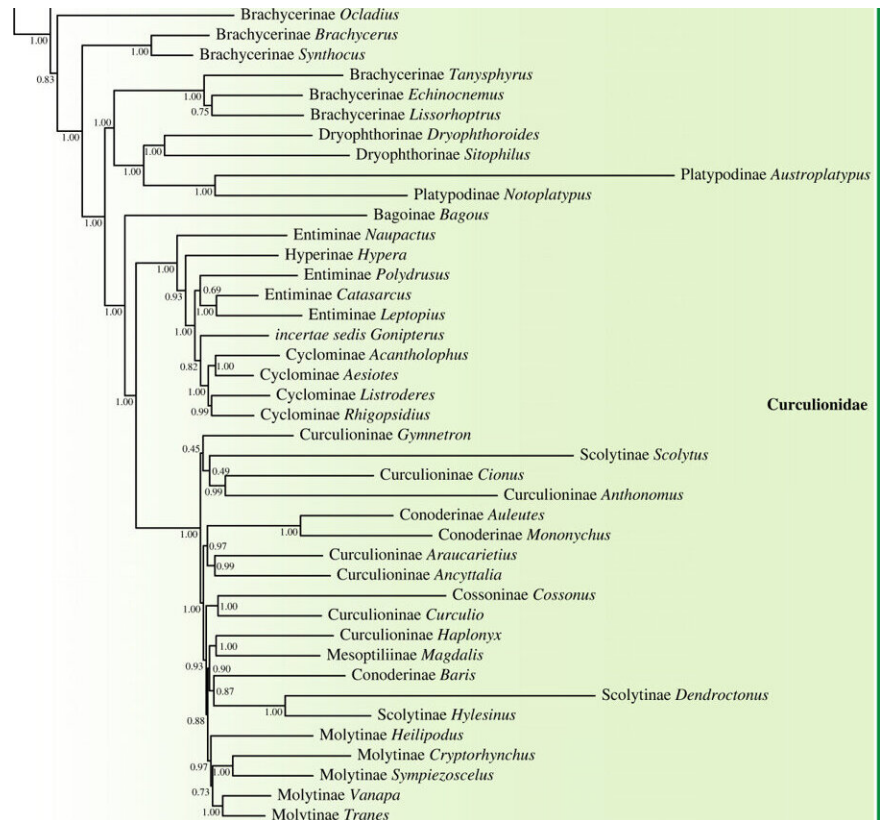 Brachycerinae Ocladius
1.00
Brachycerinae Brachycerus
1.00
Brachycerinae Synthocus
0.83
Brachycerinae Tanysphyrus
1.00
Brachycerinae Echinocnemus
0.75
Brachycerinae Lissorhoptrus
1.00
1.00
Dryophthorinae Dryophthoroides
1.00
Dryophthorinae Sitophilus
1.00
Platypodinae Austroplatypus
1.00
Platypodinae Notoplatypus
Bagoinae Bagous
1.00
Entiminae Naupactus
Hyperinae Hypera
1.00
Entiminae Polydrusus
0.69
Entiminae Catasarcus
0.93
1.00
1.00
Entiminae Leptopius
1.00
incertae sedis Gonipterus
Cyclominae Acantholophus
0.82
1.00
Cyclominae Aesiotes
1.00
Cyclominae Listroderes
1.00
Cyclominae Rhigopsidius
0.99
Curculionidae
Curculioninae Gymnetron
0.45
Scolytinae Scolytus
0.49
Curculioninae Cionus
0.99
Curculioninae Anthonomus
Conoderinae Auleutes
1.00
1.00
Conoderinae Mononychus
0.97
Curculioninae Araucarietius
0.99
Curculioninae Ancyttalia
Cossoninae Cossonus
1.00
1.00
Curculioninae Curculio
Curculioninae Haplonyx
1.00
Mesoptiliinae Magdalis
0.93
0.90
Conoderinae Baris
0.87
Scolytinae Dendroctonus
1.00
Scolytinae Hylesinus
0.88
Molytinae Heilipodus
Molytinae Cryptorhynchus
0.97
1.00
Molytinae Sympiezoscelus
0.73
Molytinae Vanapa
1.00
Molytinae Tranes